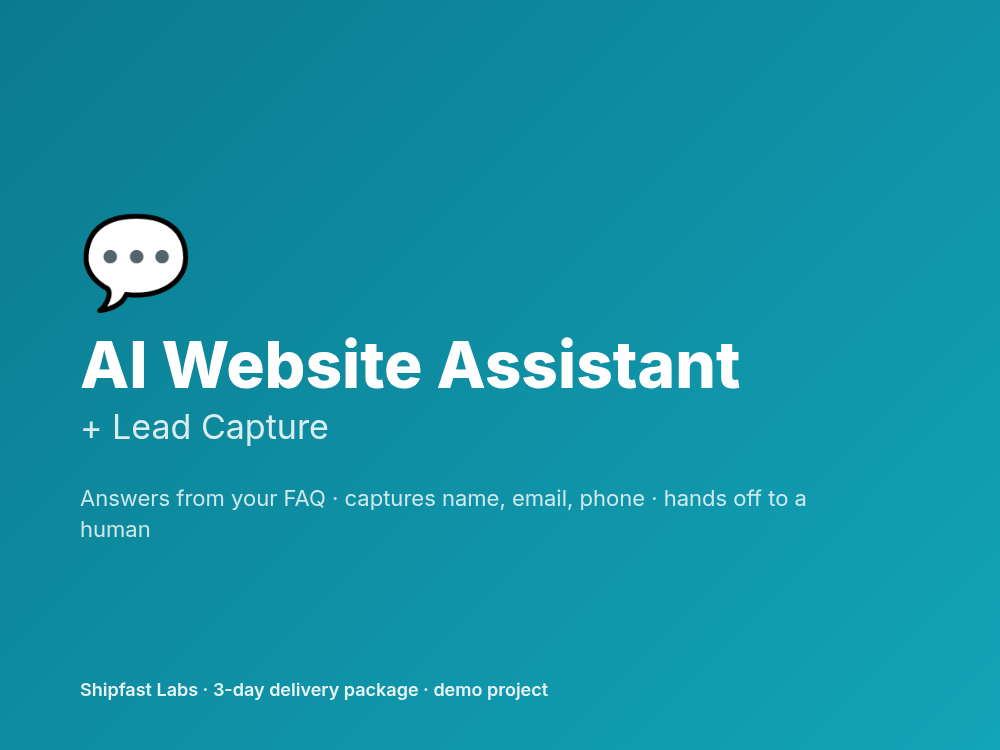 AI Website Assistant
+ Lead Capture
Answers from your FAQ · captures name, email, phone · hands off to a
human
Shipfast Labs · 3-day delivery package · demo project